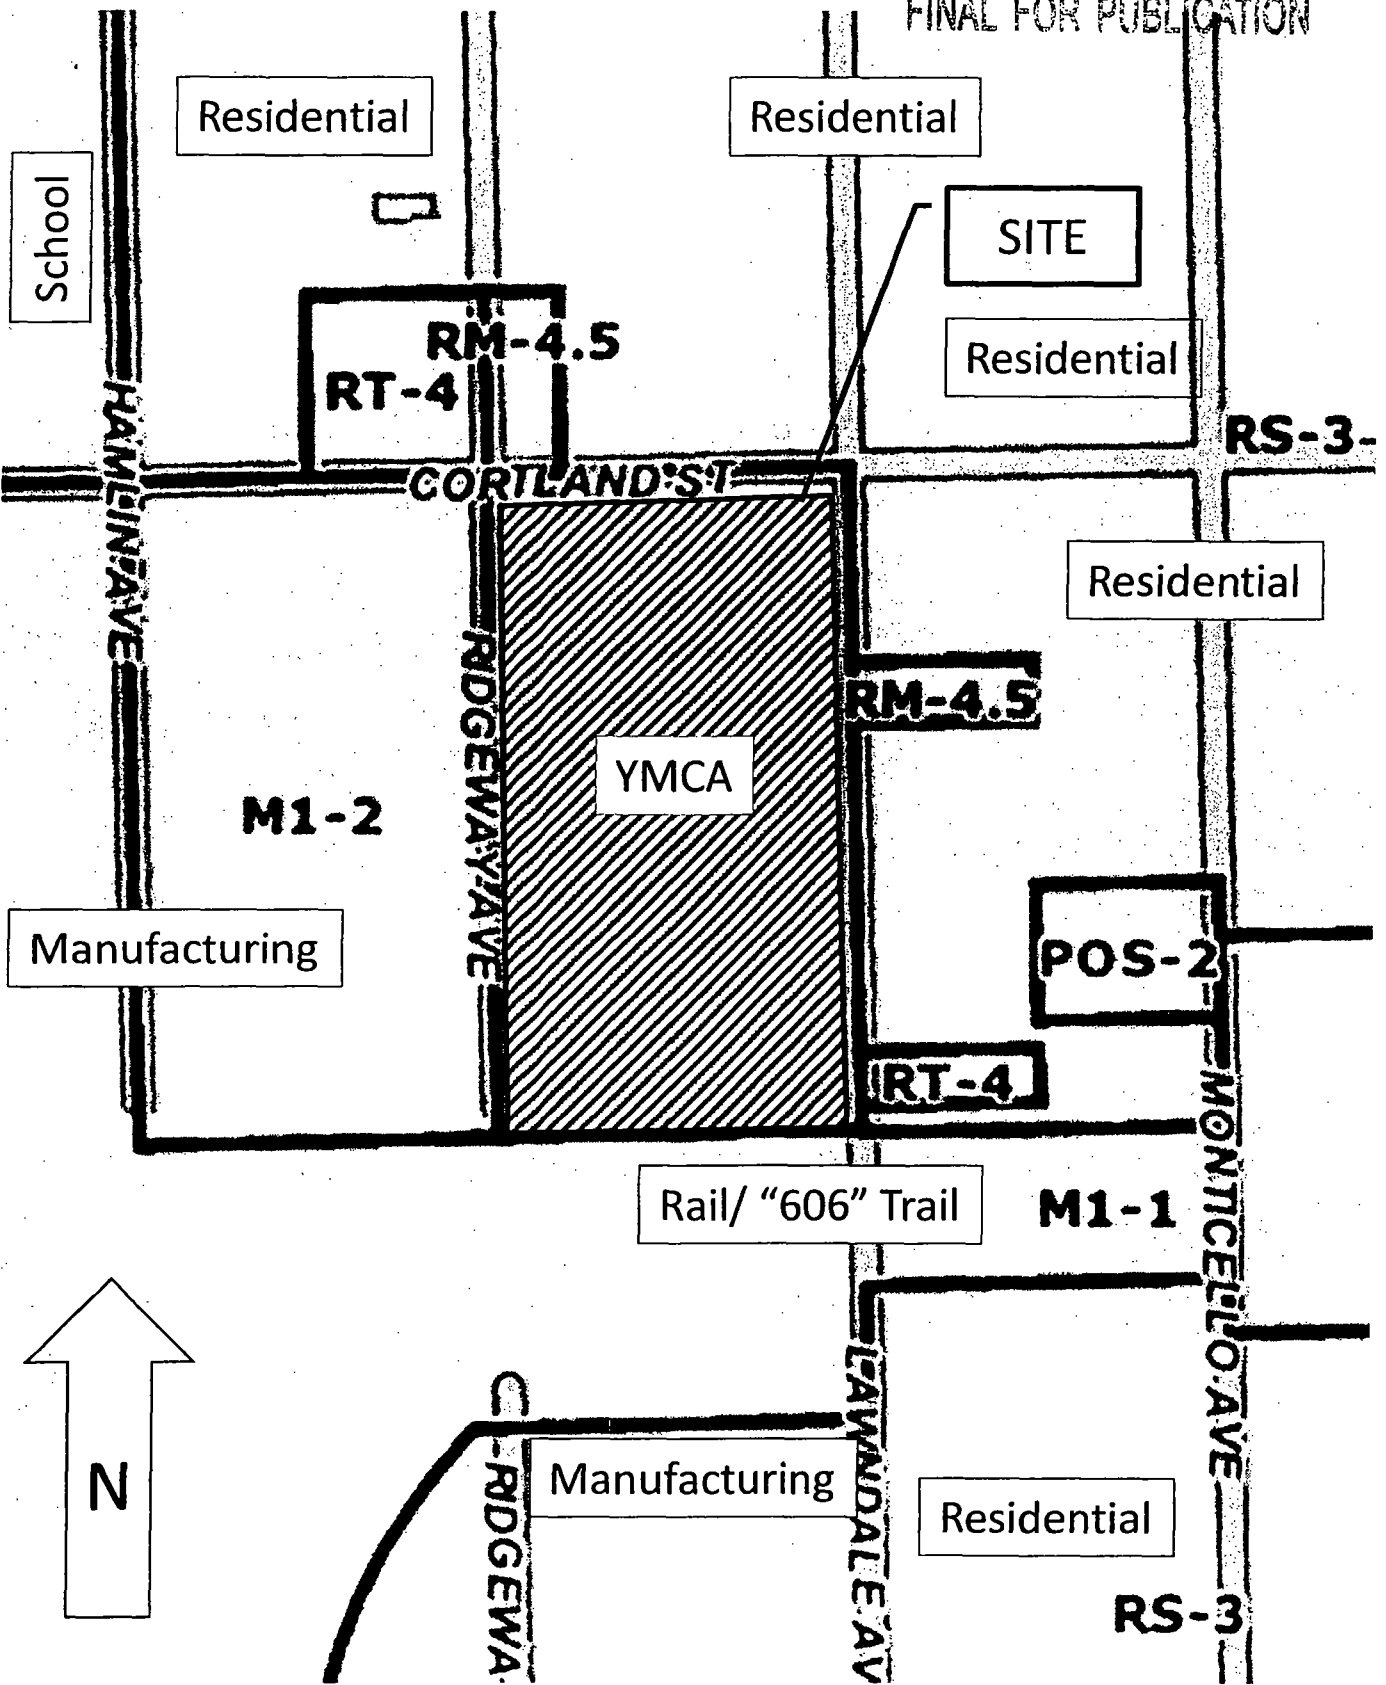 FINAL FOR PUBLICATION
Residential
Residential
School
SITE
RM-4.5
RT-4
Residential
RS-3-
HAMLIN AVE
CORTLAND ST
Residential
RIDGEWAY AVE
RM-4.5
YMCA
M1-2
Manufacturing
POS-2
RT-4
MONTICELLO AVE
Rail/ “606” Trail
M1-1
LAWNDALE AV
N
RIDGEWA
Manufacturing
Residential
RS-3